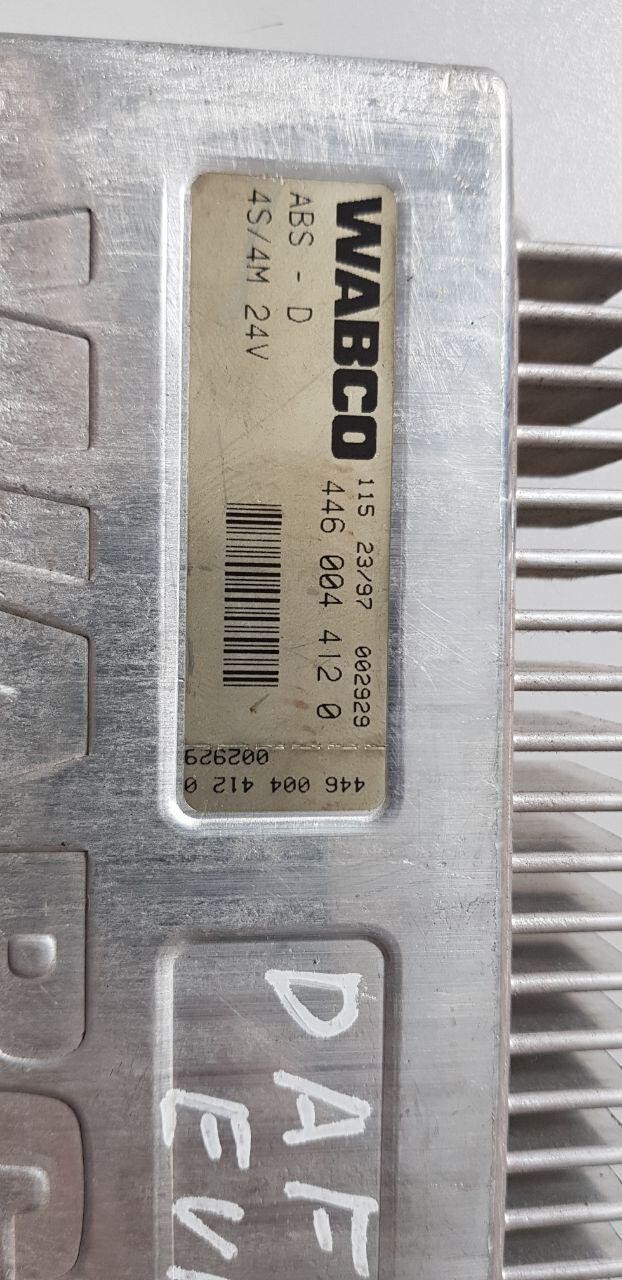 WABCO
115 23/97 002929
446 004 412 0
ABS - D
4S/4M 24V
446 004 412 0
002929
DAF